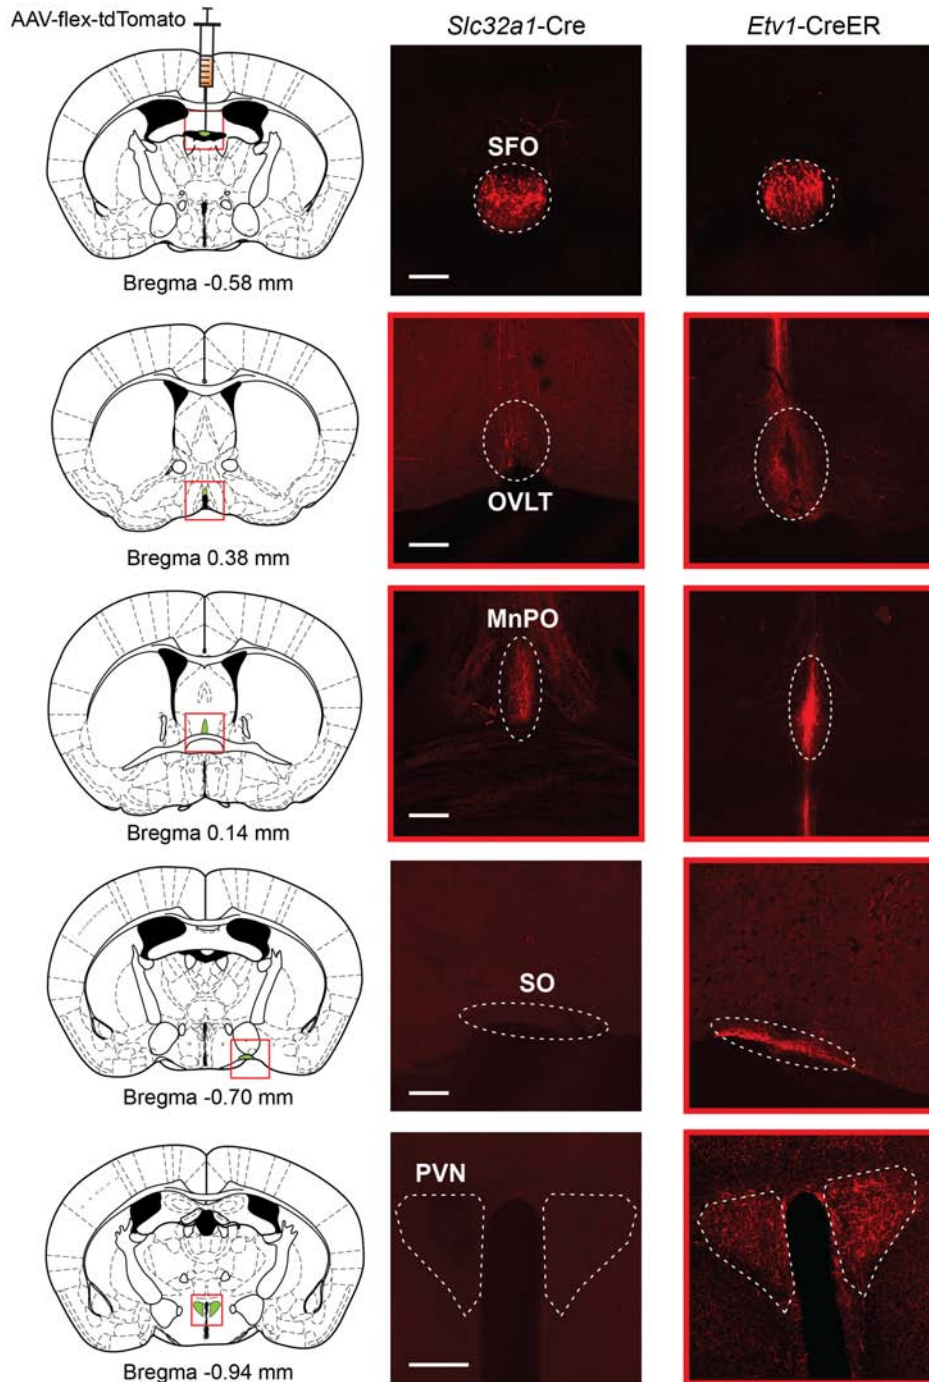 AAV-flex-tdTomato
Slc32a1-Cre
Etv1-CreER
SFO
Bregma -0.58 mm
OVLT
Bregma 0.38 mm
MnPO
Bregma 0.14 mm
SO
Bregma -0.70 mm
PVN
Bregma -0.94 mm